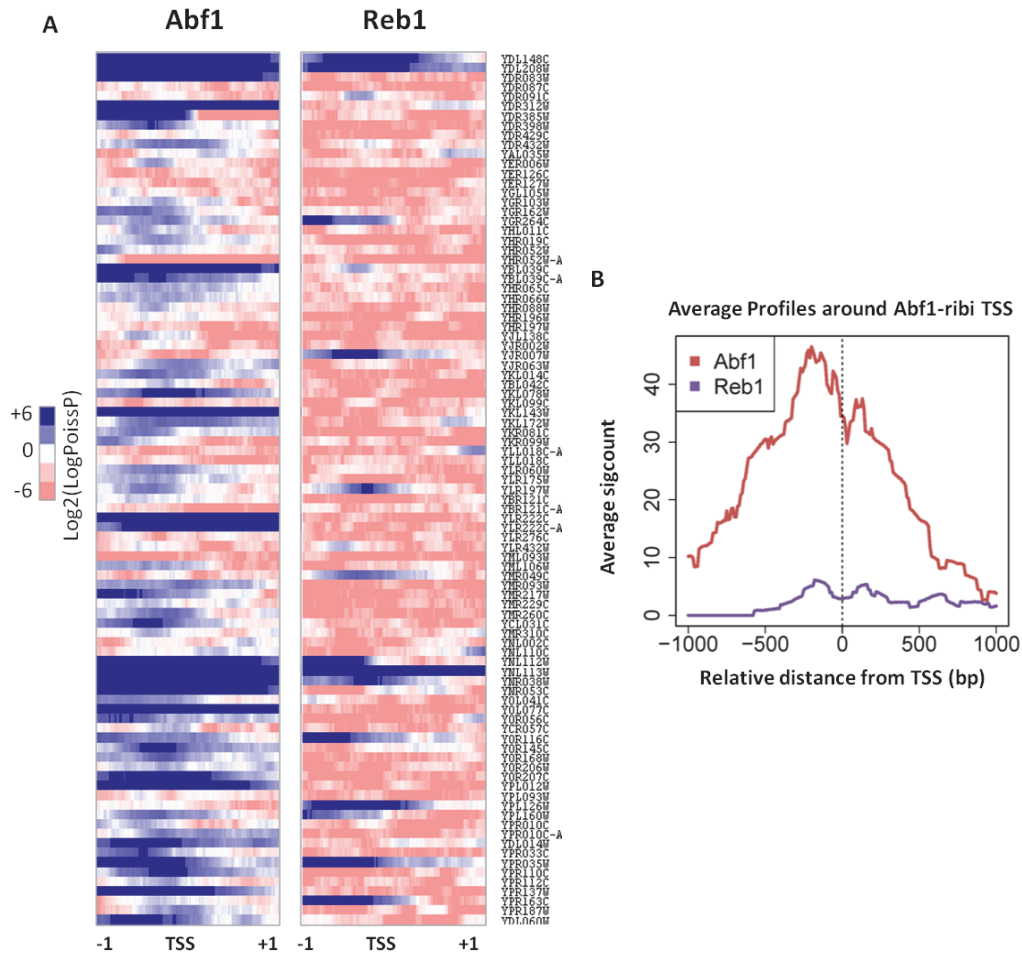 A
Abf1
Reb1
YDL148C
YDL208W
YDR083W
YDR087C
YDR091C
YDR312W
YDR385W
YDR398W
YDR429C
YDR432W
YAL035W
YER006W
YER126C
YER127W
YGL105W
YGR103W
YGR162W
YGR264C
YHL011C
YHR019C
YHR052W
YHR052W-A
YBL039C
YBL039C-A
YHR065C
YHR066W
YHR088W
YHR196W
YHR197W
YJL138C
YJR002W
YJR007W
YJR063W
YKL014C
YBL042C
YKL078W
YKL099C
YKL143W
YKL172W
YKR081C
YKR099W
YLL018C-A
YLL018C
YLR060W
YLR175W
YLR197W
YBR121C
YBR121C-A
YLR222C
YLR222C-A
YLR276C
YLR432W
YML093W
YML106W
YMR049C
YMR093W
YMR217W
YMR229C
YMR260C
YCL031C
YMR310C
YNL002C
YNL110C
YNL112W
YNL113W
YNR038W
YNR053C
YOL041C
YOL077C
YOR056C
YCR057C
YOR116C
YOR145C
YOR168W
YOR206W
YOR207C
YPL012W
YPL093W
YPL126W
YPL160W
YPR010C
YPR010C-A
YDL014W
YPR033C
YPR035W
YPR110C
YPR112C
YPR137W
YPR163C
YPR187W
YDL060W
+6
0
-6
Log2(LogPoissP)
-1 TSS +1
-1 TSS +1
B
Average Profiles around Abf1-ribi TSS
Abf1
Reb1
Average sigcount
40
30
20
10
0
−1000 −500 0 500 1000
Relative distance from TSS (bp)